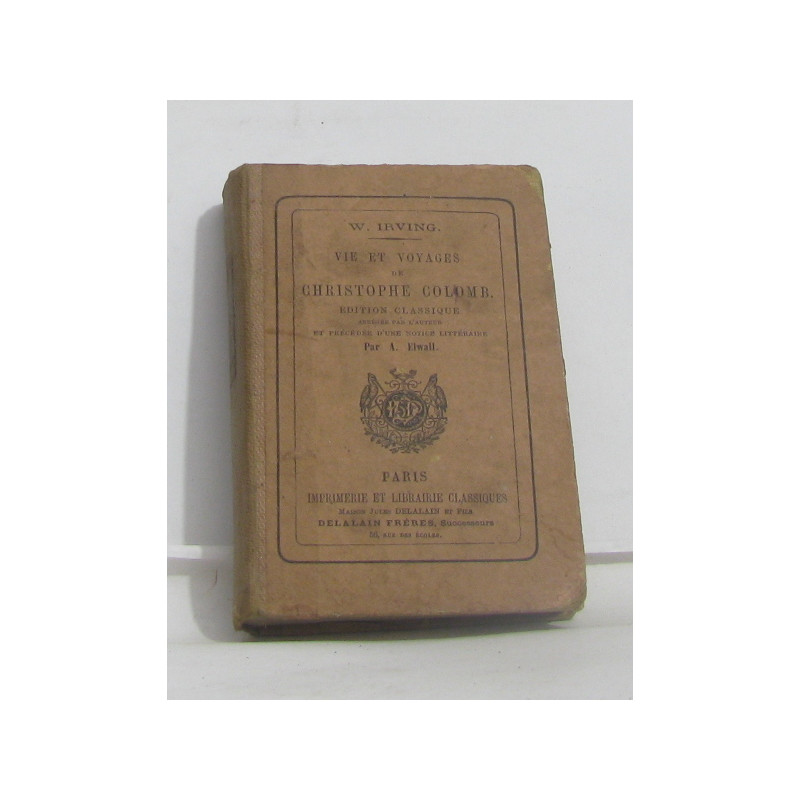 W. IRVING.
VIE ET VOYAGES
DE
CHRISTOPHE COLOMB.
EDITION CLASSIQUE
ABRÉGÉE PAR L'AUTEUR
ET PRÉCÉDÉE D'UNE NOTICE LITTÉRAIRE
Par A. Elwall.
PARIS
IMPRIMERIE ET LIBRAIRIE CLASSIQUES
MAISON JULES DELALAIN ET FILS
DELALAIN FRÈRES, Successeurs
56, RUE DES ÉCOLES.